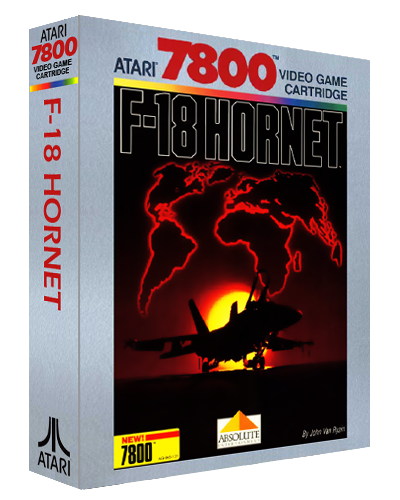 ATARI
7800
VIDEO GAME
CARTRIDGE
F-18 HORNET
ATARI
ATARI® 7800™ VIDEO GAME
CARTRIDGE
F-18 HORNET
NEW!
7800
ABSOLUTE
By John Van Ryzin